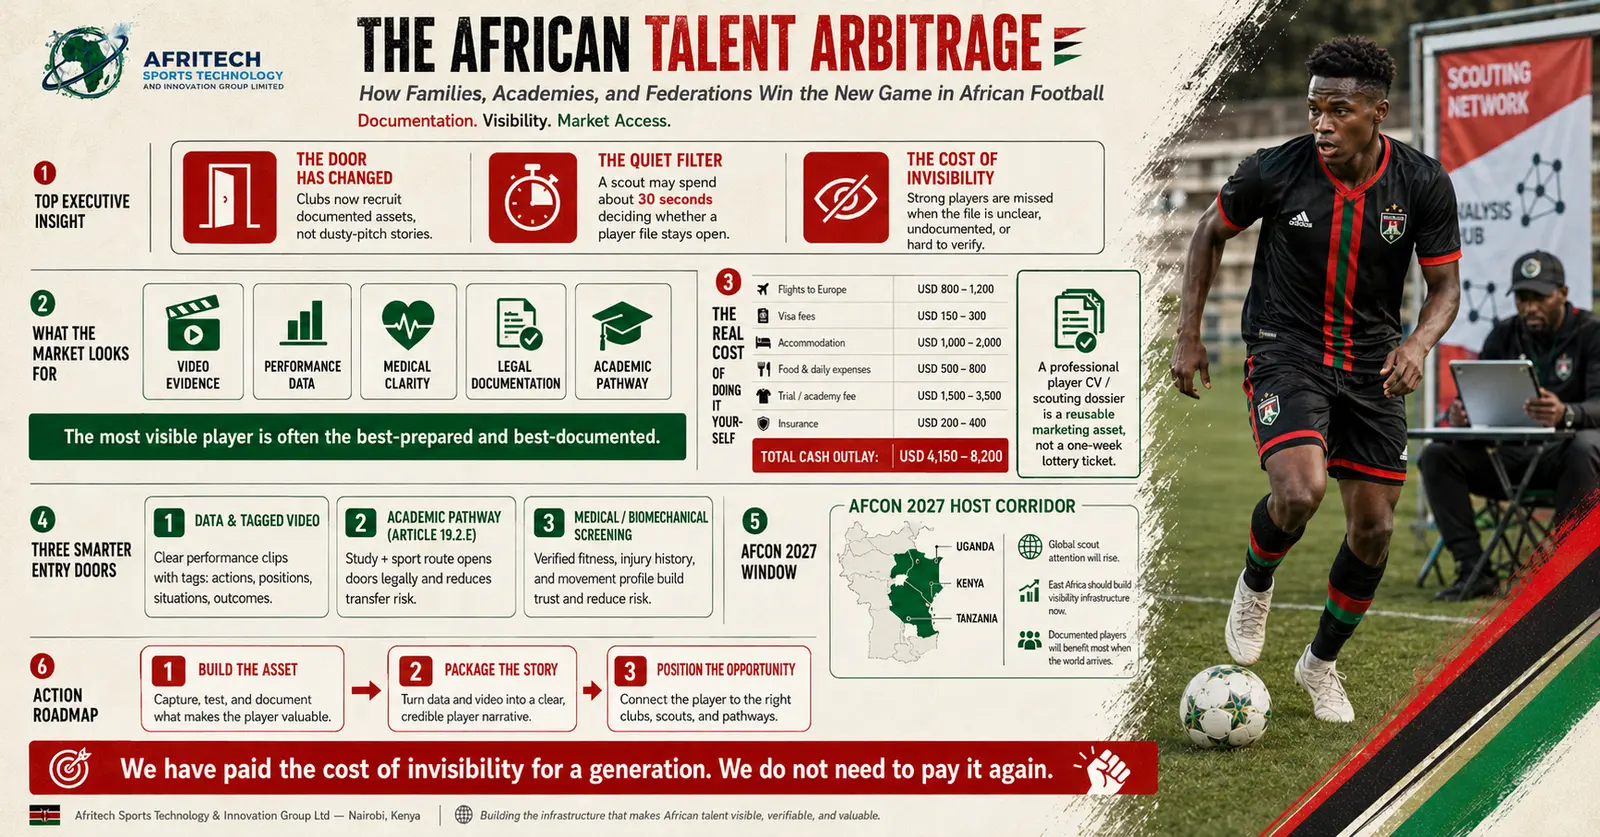 AFRITECH
SPORTS TECHNOLOGY
AND INNOVATION GROUP LIMITED
THE AFRICAN TALENT ARBITRAGE
How Families, Academies, and Federations Win the New Game in African Football
Documentation. Visibility. Market Access.
1
TOP EXECUTIVE
INSIGHT
THE DOOR
HAS CHANGED
Clubs now recruit
documented assets,
not dusty-pitch stories.
THE QUIET FILTER
A scout may spend
about 30 seconds
deciding whether a
player file stays open.
THE COST OF
INVISIBILITY
Strong players are missed
when the file is unclear,
undocumented, or
hard to verify.
2
WHAT THE
MARKET LOOKS
FOR
VIDEO
EVIDENCE
PERFORMANCE
DATA
MEDICAL
CLARITY
LEGAL
DOCUMENTATION
ACADEMIC
PATHWAY
The most visible player is often the best-prepared and best-documented.
3
THE
REAL
COST
OF
DOING
IT
YOUR-
SELF
Flights to Europe USD 800 – 1,200
Visa fees USD 150 – 300
Accommodation USD 1,000 – 2,000
Food & daily expenses USD 500 – 800
Trial / academy fee USD 1,500 – 3,500
Insurance USD 200 – 400
TOTAL CASH OUTLAY: USD 4,150 – 8,200
A professional
player CV /
scouting dossier
is a reusable
marketing asset,
not a one-week
lottery ticket.
4
THREE SMARTER
ENTRY DOORS
1 DATA & TAGGED VIDEO
Clear performance clips
with tags: actions, positions,
situations, outcomes.
2 ACADEMIC PATHWAY
(ARTICLE 19.2.E)
Study + sport route opens
doors legally and reduces
transfer risk.
3 MEDICAL / BIOMECHANICAL
SCREENING
Verified fitness, injury history,
and movement profile build
trust and reduce risk.
5
AFCON 2027
WINDOW
AFCON 2027 HOST CORRIDOR
UGANDA
KENYA
TANZANIA
Global scout
attention will rise.
East Africa should build
visibility infrastructure
now.
Documented players
will benefit most when
the world arrives.
6
ACTION
ROADMAP
1 BUILD THE ASSET
Capture, test, and document
what makes the player valuable.
2 PACKAGE THE STORY
Turn data and video into a clear,
credible player narrative.
3 POSITION THE OPPORTUNITY
Connect the player to the right
clubs, scouts, and pathways.
We have paid the cost of invisibility for a generation. We do not need to pay it again.
Afritech Sports Technology & Innovation Group Ltd — Nairobi, Kenya
Building the infrastructure that makes African talent visible, verifiable, and valuable.
SCOUTING
NETWORK
adidas